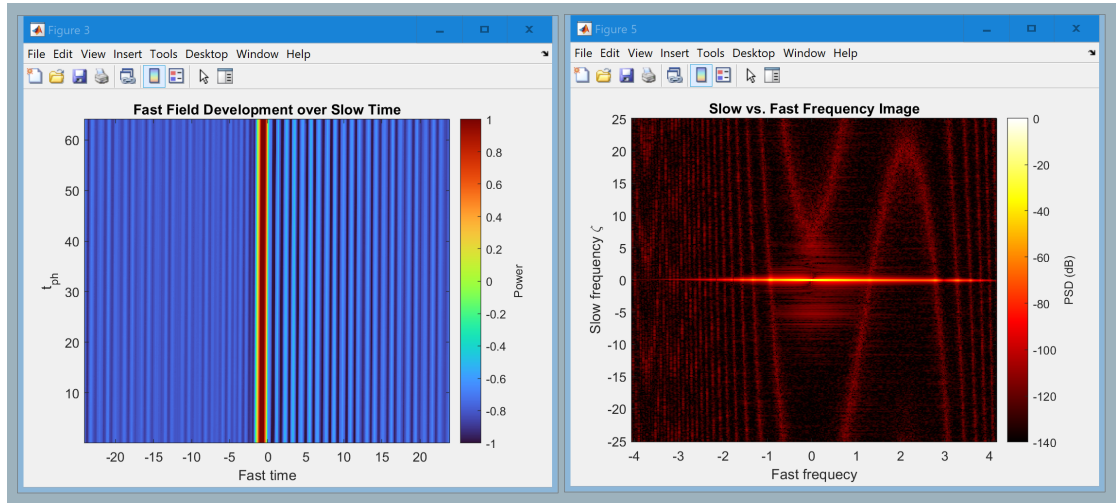 Figure 3
File Edit View Insert Tools Desktop Window Help
Fast Field Development over Slow Time
60
50
40
30
20
10
t_ph
-20 -15 -10 -5 0 5 10 15 20
Fast time
1
0.8
0.6
0.4
0.2
0
-0.2
-0.4
-0.6
-0.8
-1
Power
Figure 5
File Edit View Insert Tools Desktop Window Help
Slow vs. Fast Frequency Image
25
20
15
10
5
0
-5
-10
-15
-20
-25
Slow frequency ζ
-4 -3 -2 -1 0 1 2 3 4
Fast frequecy
0
-20
-40
-60
-80
-100
-120
-140
PSD (dB)